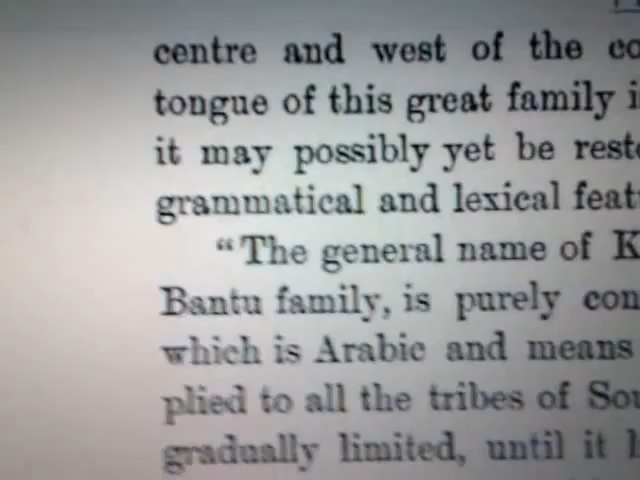 centre and west of the
tongue of this great family
it may possibly yet be
grammatical and lexical
"The general name of
Bantu family, is purely
which is Arabic and means
plied to all the tribes of
gradually limited, until it